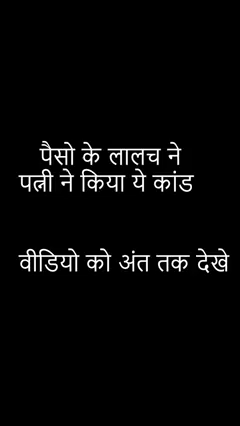 पैसो के लालच ने
पत्नी ने किया ये कांड
वीडियो को अंत तक देखे